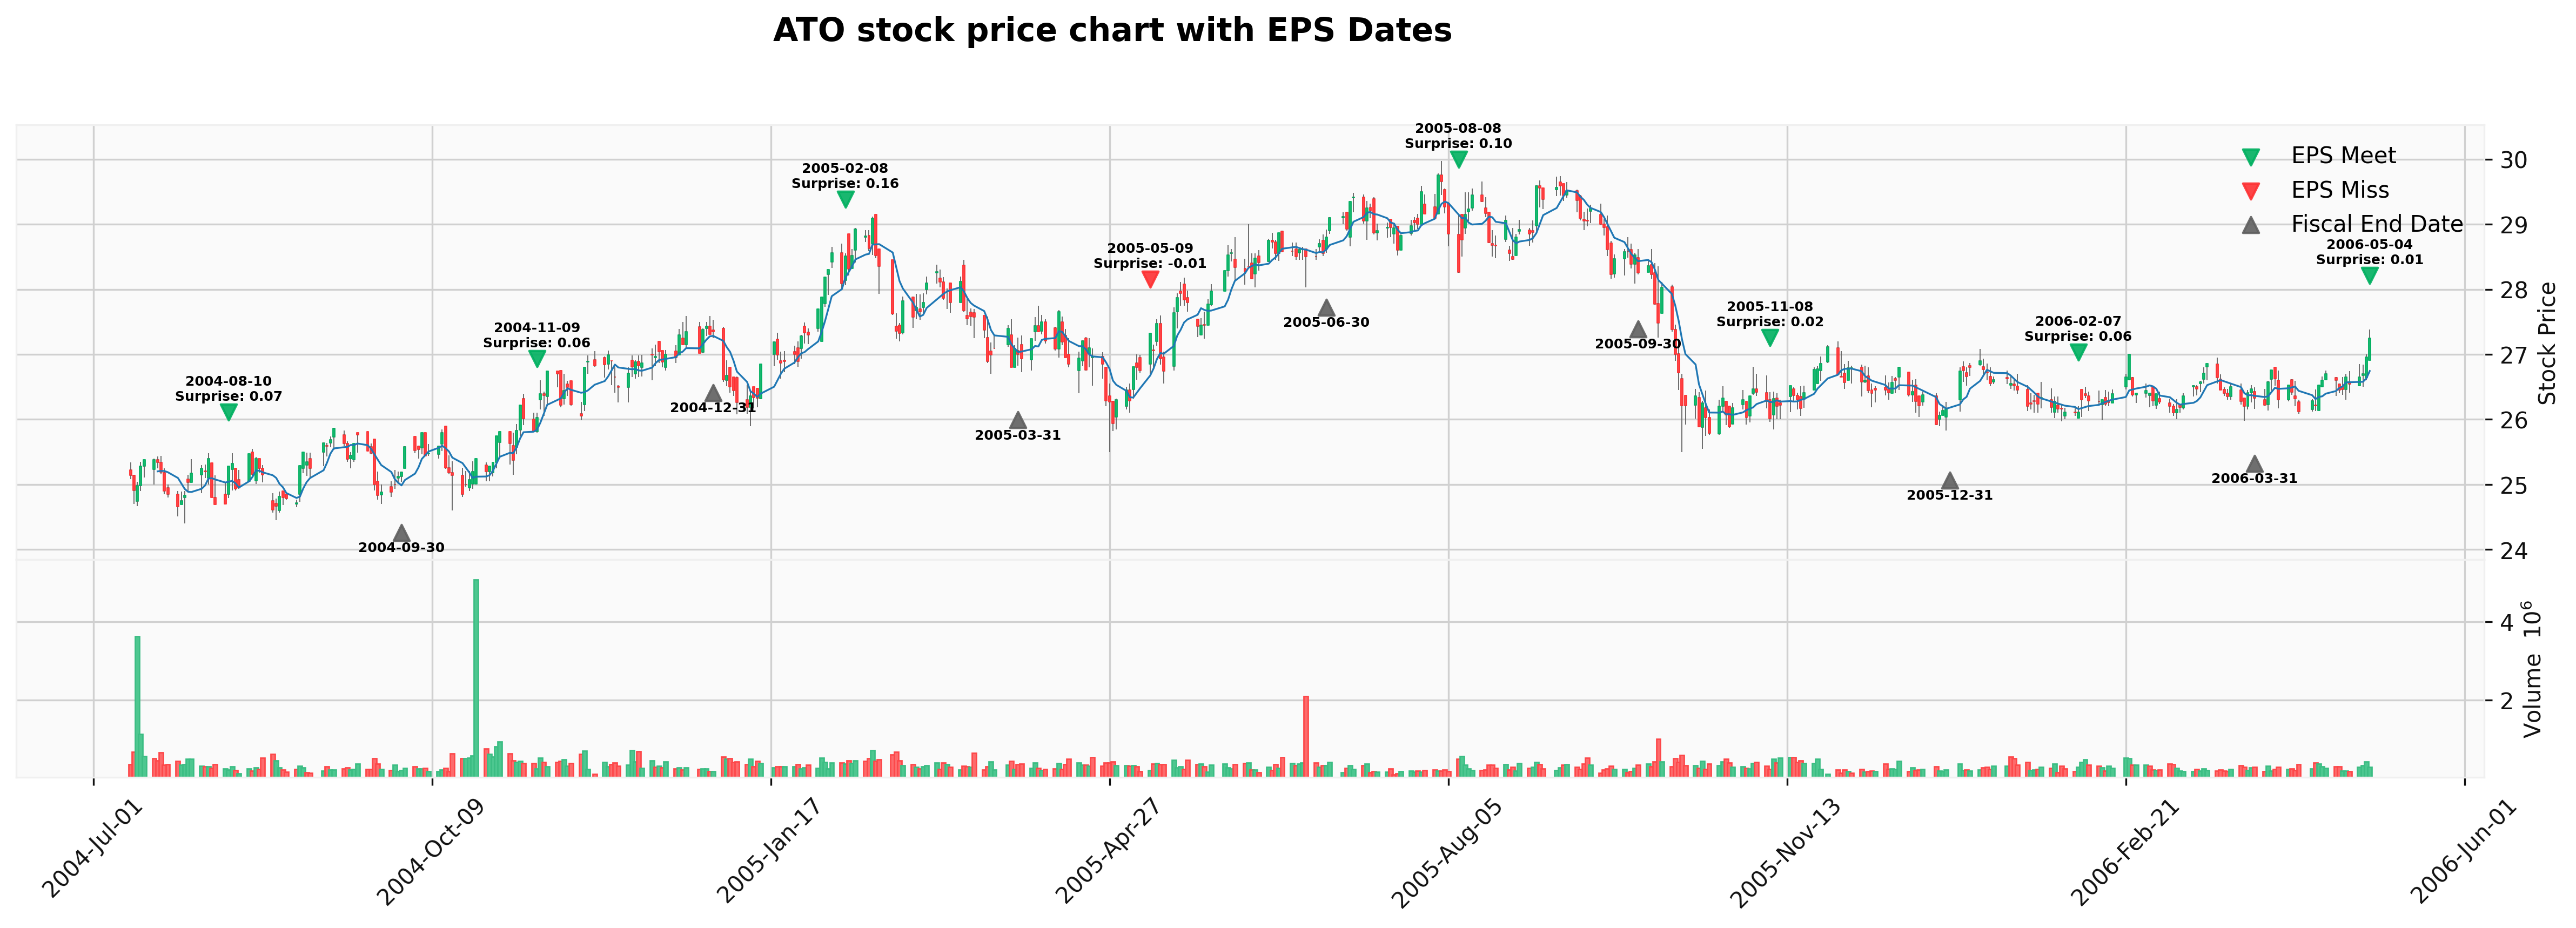 ATO stock price chart with EPS Dates
2005-08-08
Surprise: 0.10
2005-02-08
Surprise: 0.16
2005-05-09
Surprise: -0.01
2004-11-09
Surprise: 0.06
2004-08-10
Surprise: 0.07
2005-11-08
Surprise: 0.02
2006-02-07
Surprise: 0.06
2006-05-04
Surprise: 0.01
EPS Meet
EPS Miss
Fiscal End Date
2004-09-30
2004-12-31
2005-03-31
2005-06-30
2005-09-30
2005-12-31
2006-03-31
30
29
28
27
26
25
24
Stock Price
4
2
Volume 10⁶
2004-Jul-01
2004-Oct-09
2005-Jan-17
2005-Apr-27
2005-Aug-05
2005-Nov-13
2006-Feb-21
2006-Jun-01